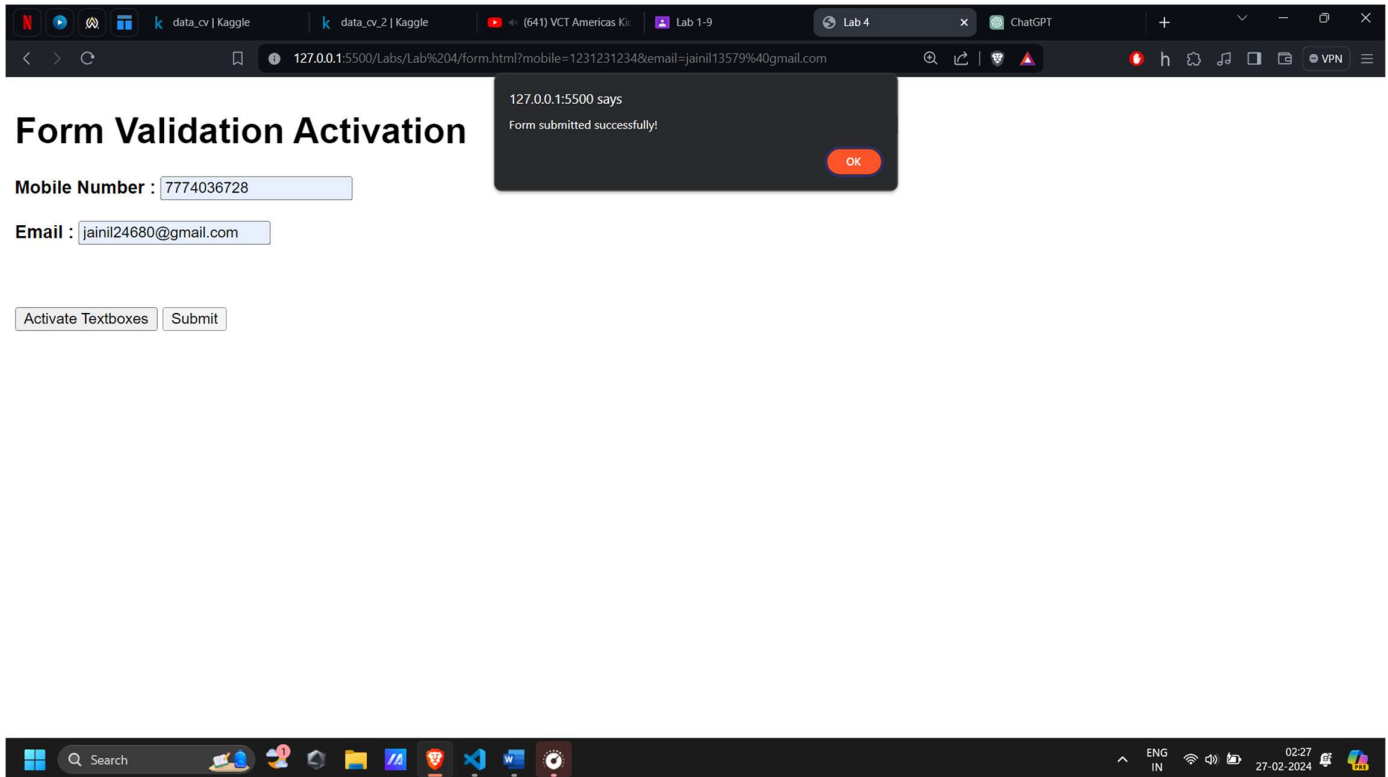 data_cv | Kaggle
data_cv_2 | Kaggle
(641) VCT Americas Kic
Lab 1-9
Lab 4
ChatGPT
127.0.0.1:5500/Labs/Lab%204/form.html?mobile=1231231234&email=jainil13579%40gmail.com
VPN
127.0.0.1:5500 says
Form submitted successfully!
OK
Form Validation Activation
Mobile Number : 7774036728
Email : jainil24680@gmail.com
Activate Textboxes Submit
Search
1
ENG
IN
02:27
27-02-2024
PRE